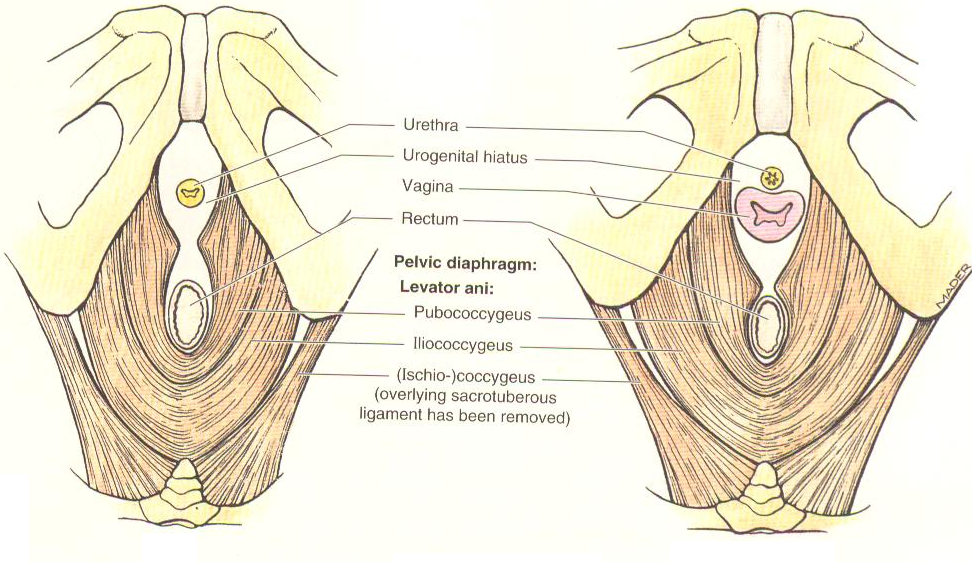 Urethra
Urogenital hiatus
Vagina
Rectum
Pelvic diaphragm:
Levator ani:
Pubococcygeus
Iliococcygeus
(Ischio-)coccygeus
(overlying sacrotuberous
ligament has been removed)
MADER